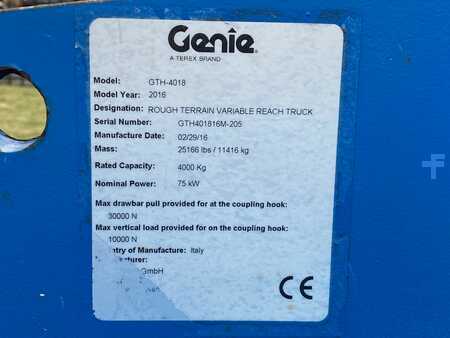 Genie
A TEREX BRAND
Model: GTH-4018
Model Year: 2016
Designation: ROUGH TERRAIN VARIABLE REACH TRUCK
Serial Number: GTH401816M-205
Manufacture Date: 02/29/16
Mass: 25166 lbs / 11416 kg
Rated Capacity: 4000 Kg
Nominal Power: 75 kW
Max drawbar pull provided for at the coupling hook:
30000 N
Max vertical load provided for on the coupling hook:
10000 N
ntry of Manufacture: Italy
cturer:
GmbH
CE